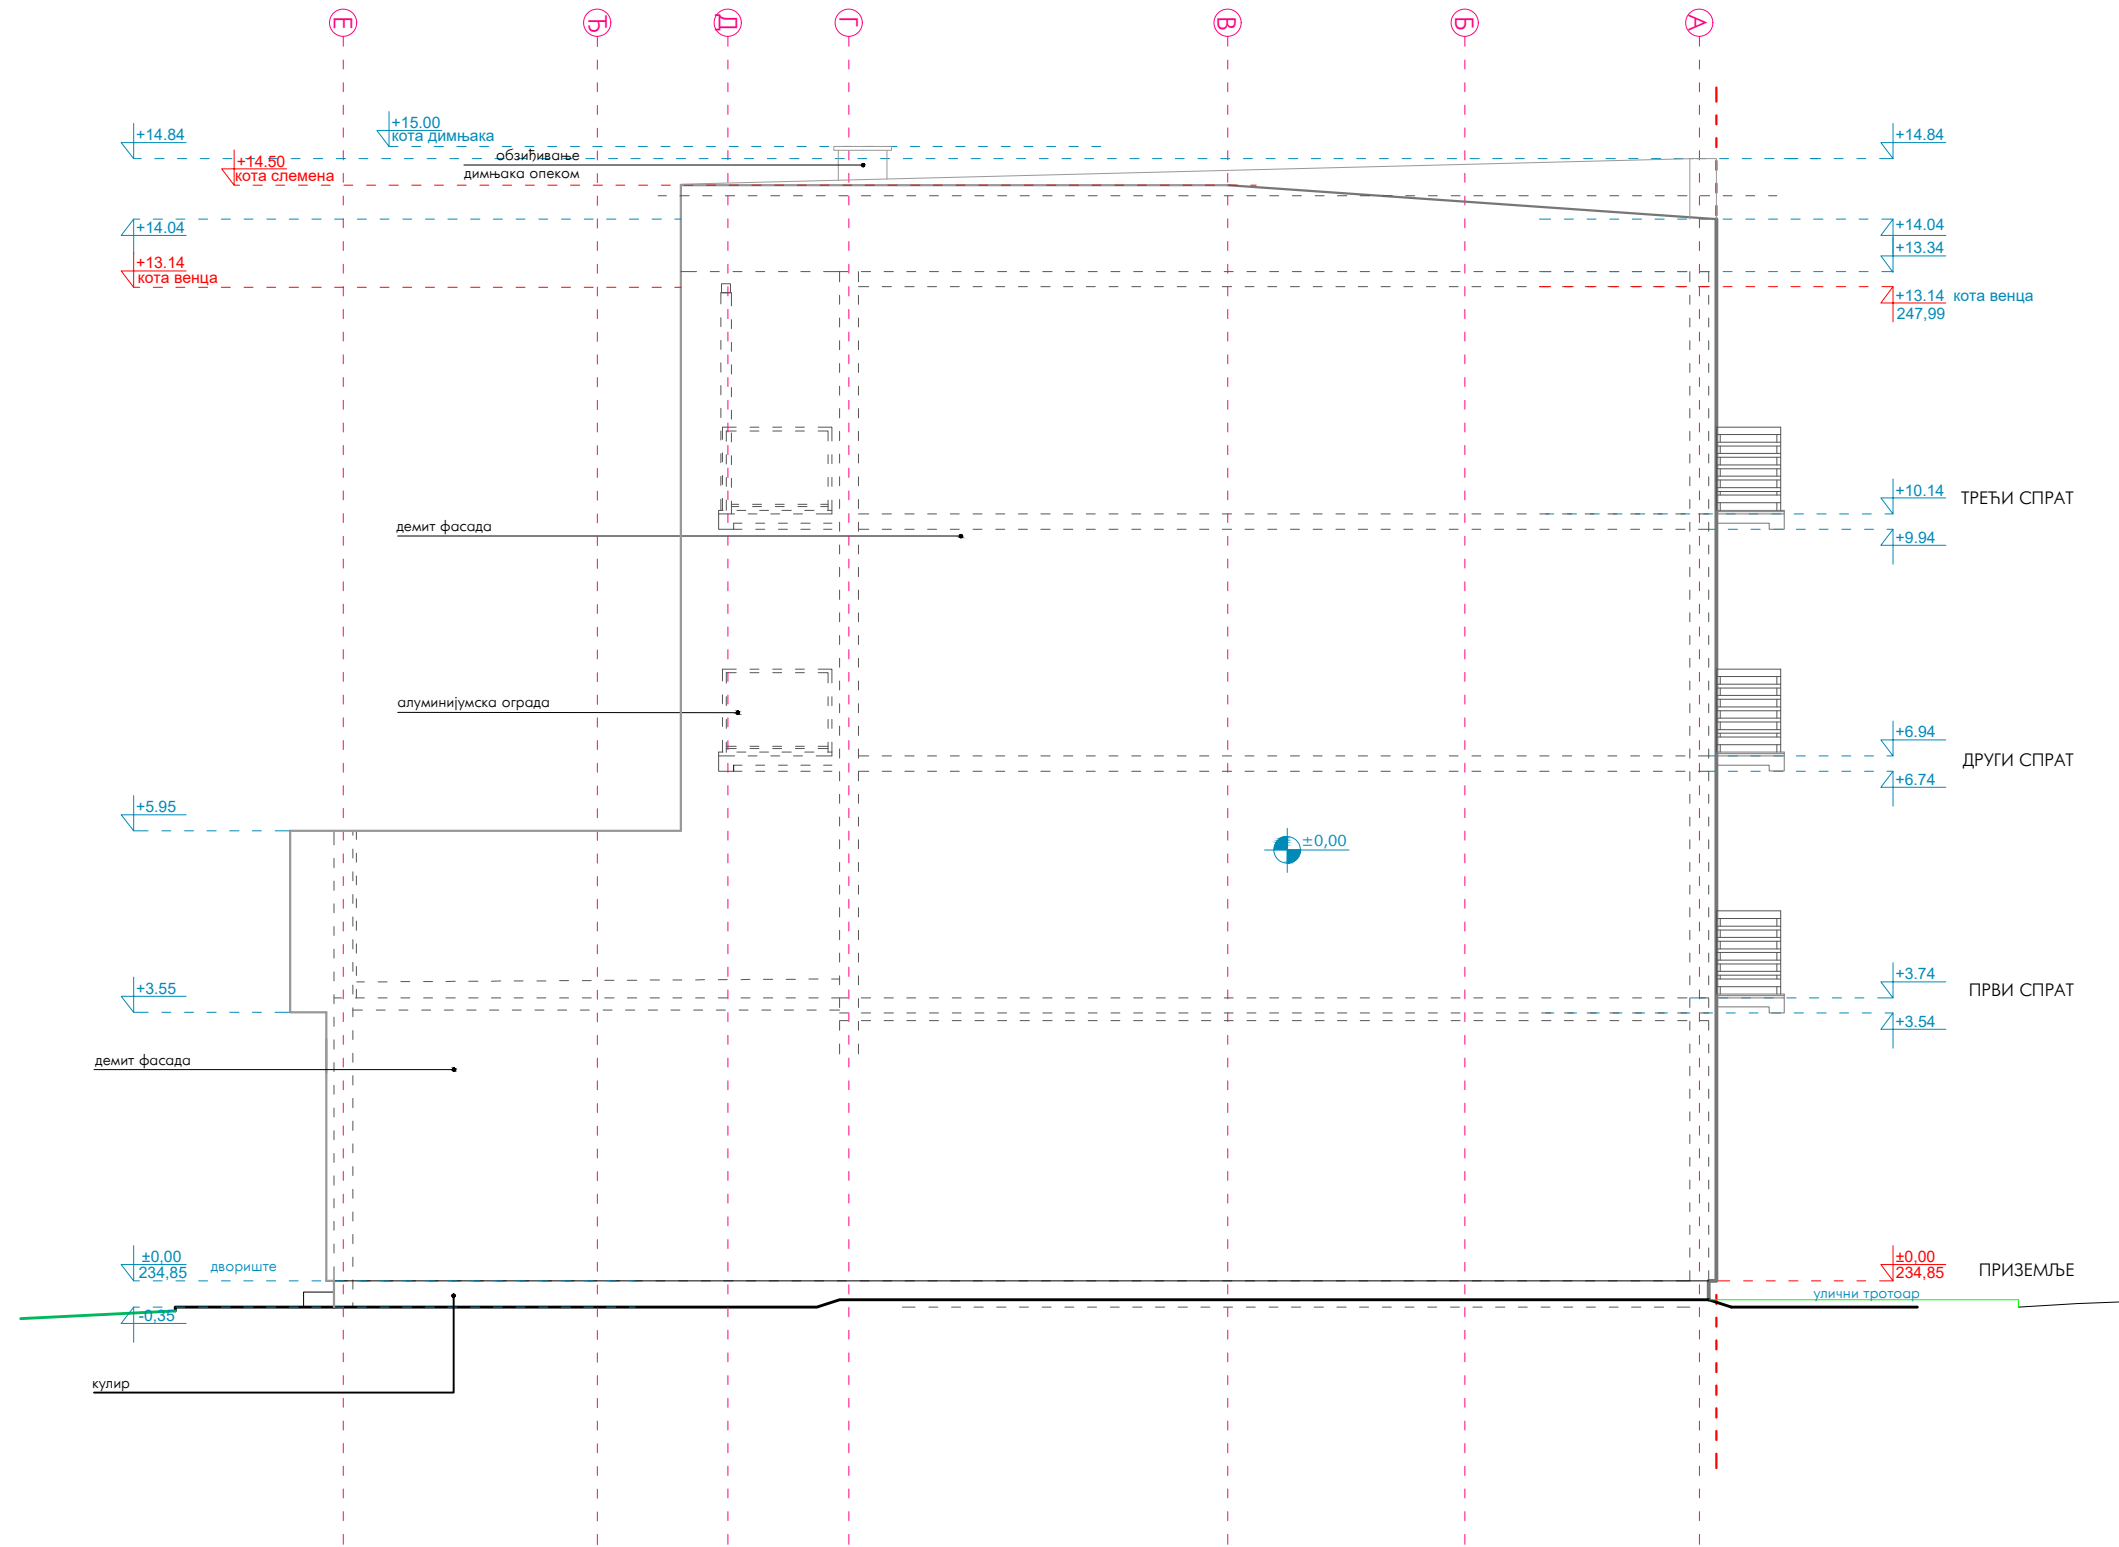 Е
Ђ
Д
Г
В
Б
А
+15.00
кота димњака
+14.84
+14.84
обзиђивање
димњака опеком
+14.50
кота слемена
+14.04
+14.04
+13.34
+13.14
кота венца
+13.14 кота венца
247,99
+10.14
ТРЕЋИ СПРАТ
демит фасада
+9.94
алуминијумска ограда
+6.94
ДРУГИ СПРАТ
+6.74
+5.95
±0,00
+3.74
ПРВИ СПРАТ
+3.55
+3.54
демит фасада
±0,00
234,85
двориште
±0,00
234,85
ПРИЗЕМЉЕ
улични тротоар
-0,35
кулир